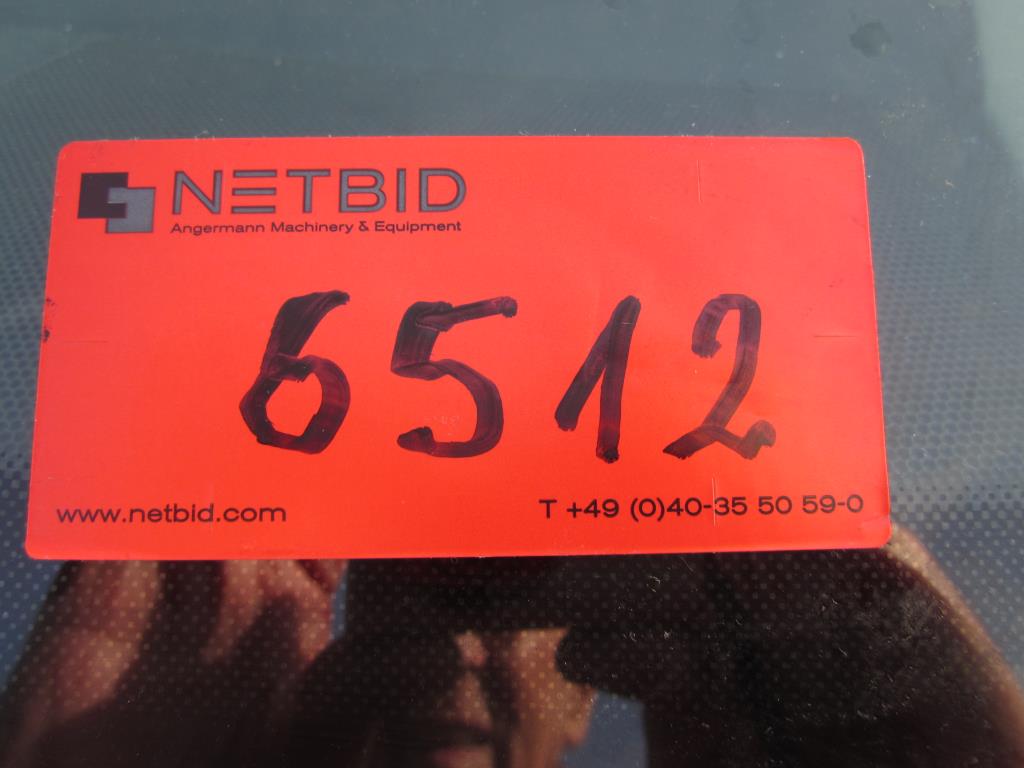 NETBID
Angermann Machinery & Equipment
6512
www.netbid.com
T +49 (0)40-35 50 59-0